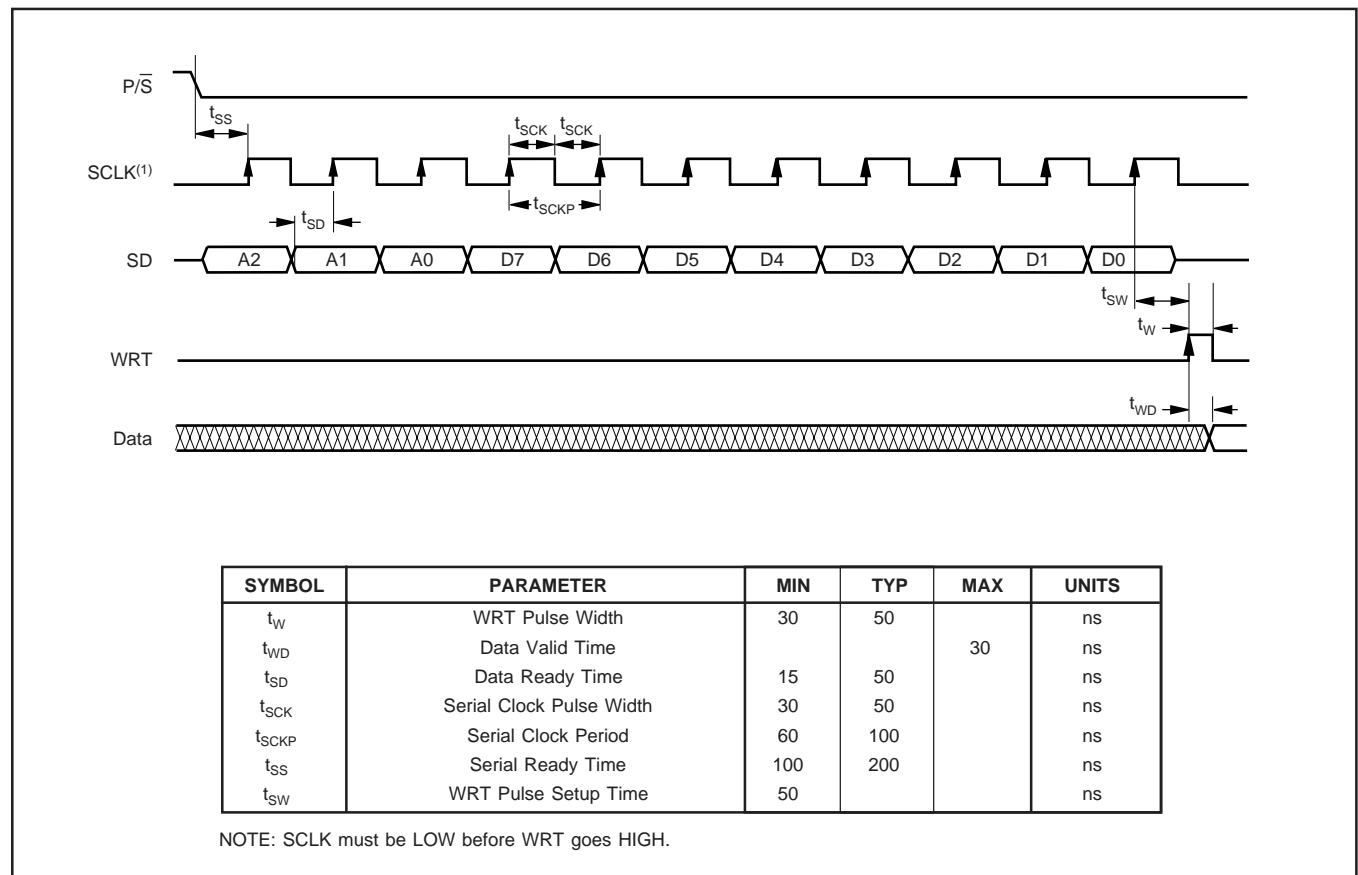 P/S̅
tSS
tSCK tSCK
SCLK(1)
tSCKP
tSD
SD A2 A1 A0 D7 D6 D5 D4 D3 D2 D1 D0
tSW
tW
WRT
tWD
Data
SYMBOL PARAMETER MIN TYP MAX UNITS
tW WRT Pulse Width 30 50 ns
tWD Data Valid Time 30 ns
tSD Data Ready Time 15 50 ns
tSCK Serial Clock Pulse Width 30 50 ns
tSCKP Serial Clock Period 60 100 ns
tSS Serial Ready Time 100 200 ns
tSW WRT Pulse Setup Time 50 ns
NOTE: SCLK must be LOW before WRT goes HIGH.